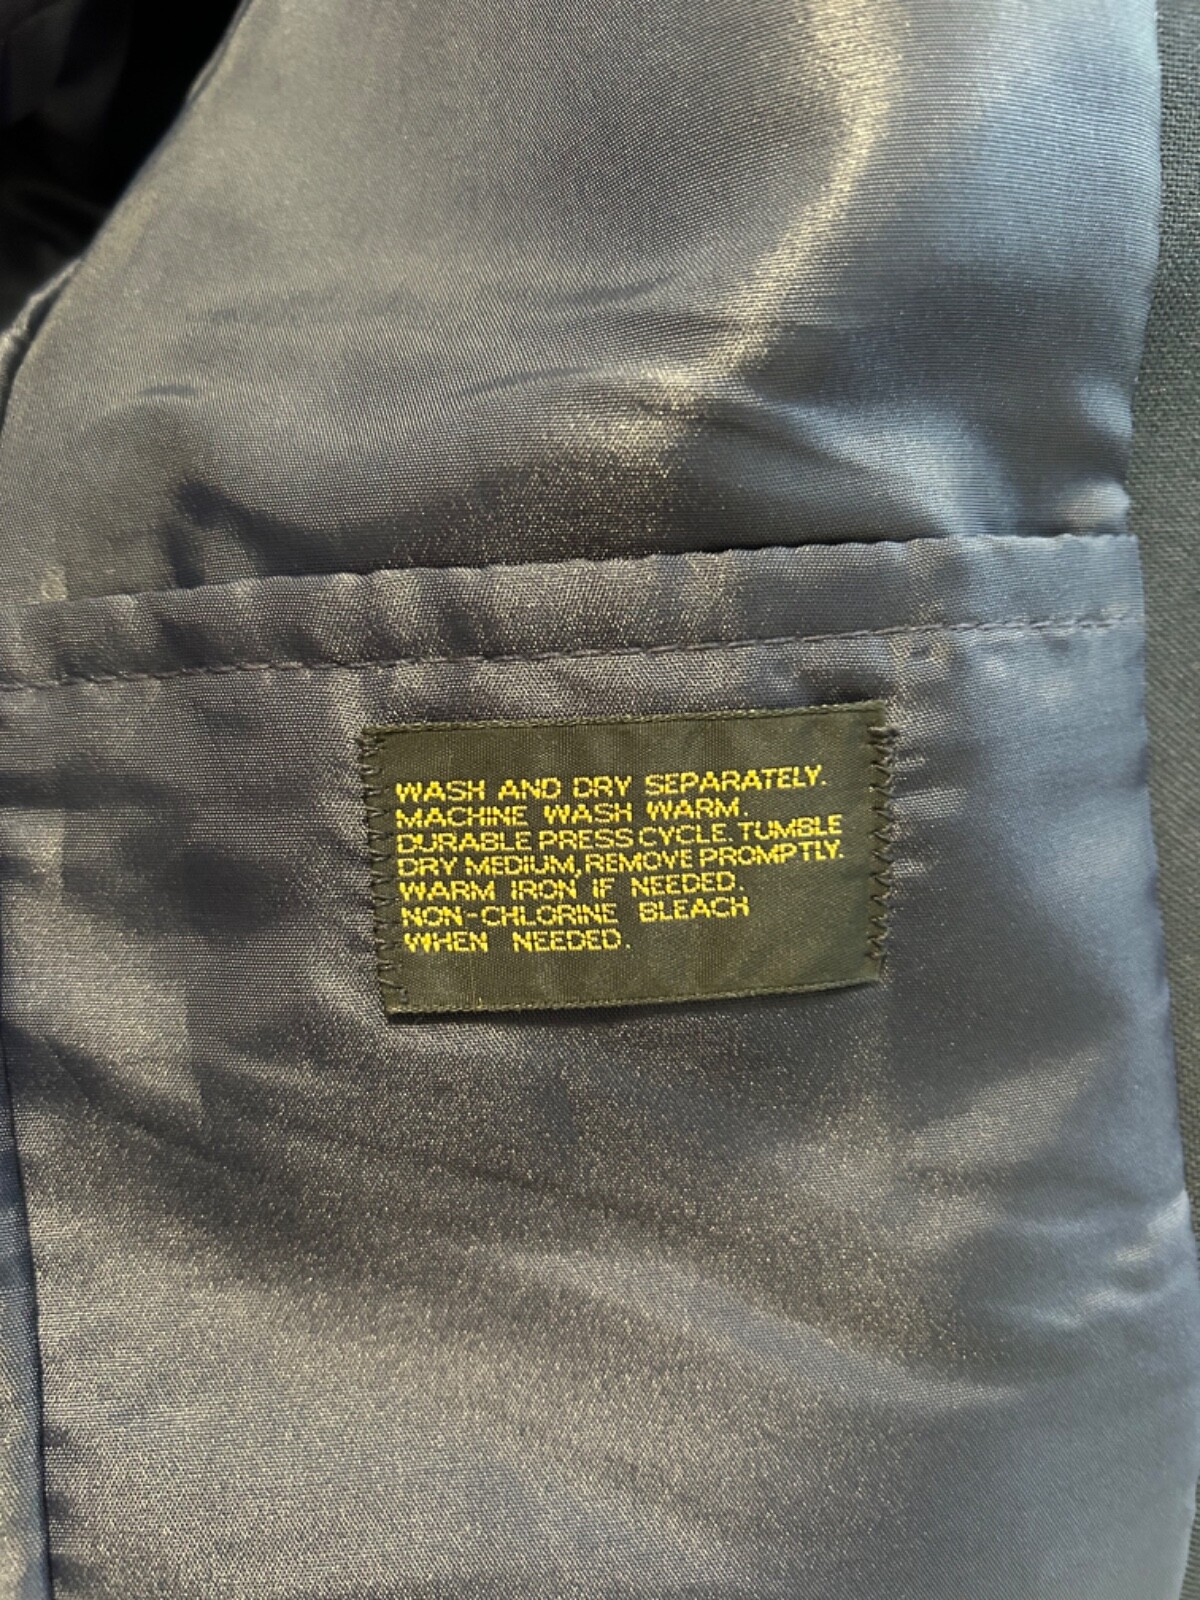 WASH AND DRY SEPARATELY.
MACHINE WASH WARM.
DURABLE PRESS CYCLE. TUMBLE
DRY MEDIUM, REMOVE PROMPTLY.
WARM IRON IF NEEDED.
NON-CHLORINE BLEACH
WHEN NEEDED.